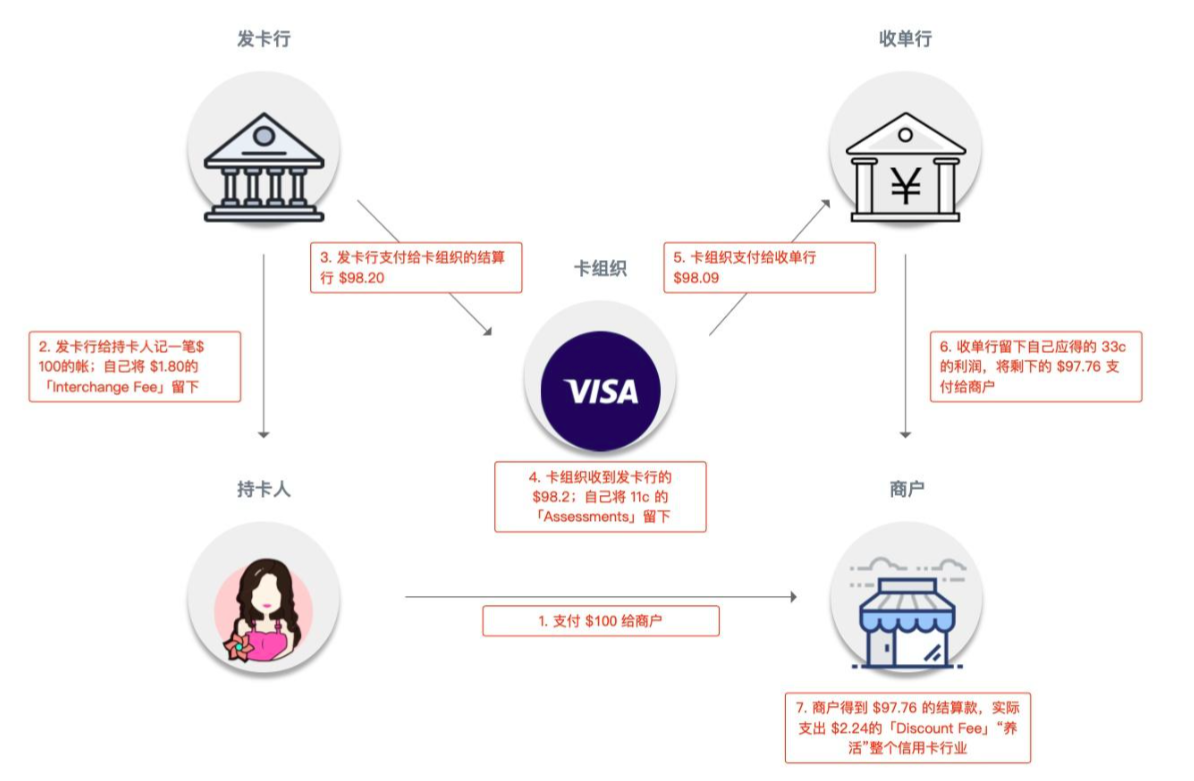 发卡行
收单行
¥
3. 发卡行支付给卡组织的结算
行 $98.20
5. 卡组织支付给收单行
$98.09
卡组织
2. 发卡行给持卡人记一笔$
100的帐；自己将 $1.80的
「Interchange Fee」留下
6. 收单行留下自己应得的 33c
的利润，将剩下的 $97.76 支
付给商户
VISA
4. 卡组织收到发卡行的
$98.2；自己将 11c 的
「Assessments」留下
持卡人
商户
1. 支付 $100 给商户
7. 商户得到 $97.76 的结算款，实际
支出 $2.24的「Discount Fee」“养
活”整个信用卡行业